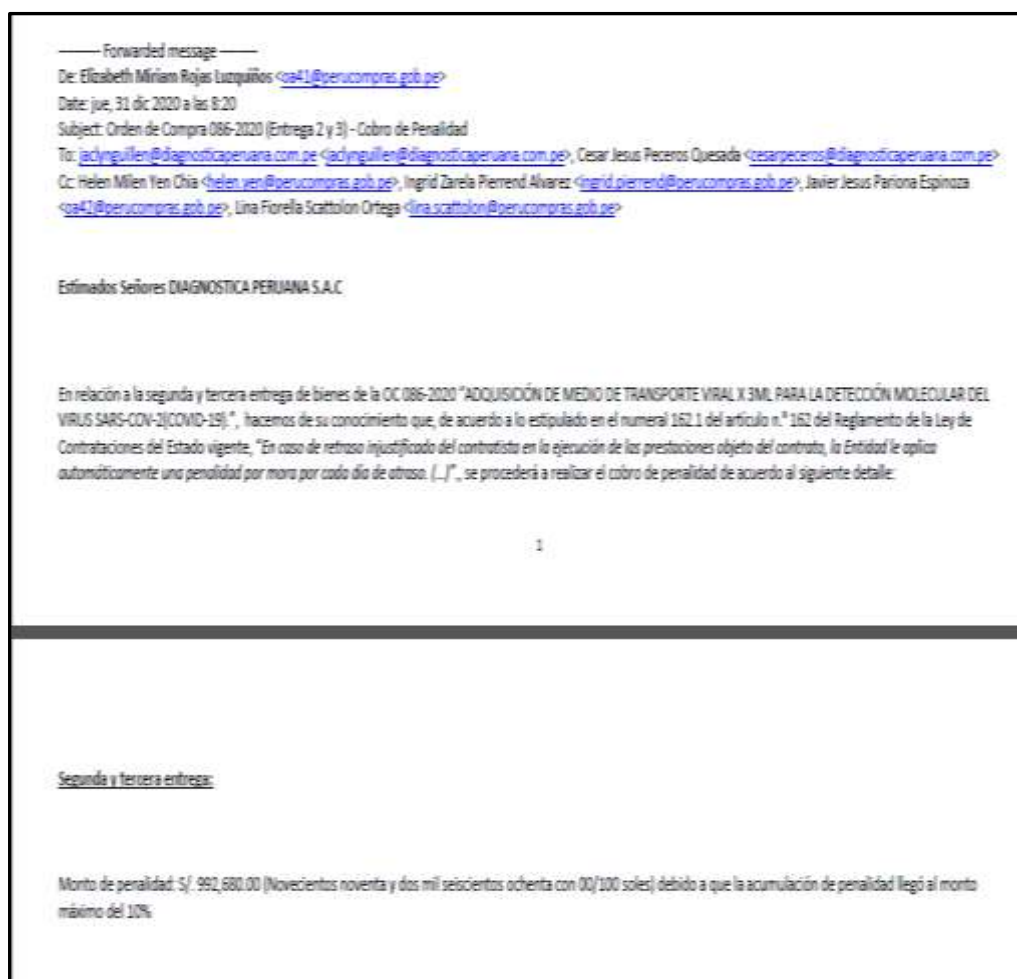 ---------- Forwarded message ----------
De: Elizabeth Miriam Rojas Luzquiños <oa41@perucompras.gob.pe>
Date: jue, 31 dic 2020 a las 8:20
Subject: Orden de Compra 086-2020 (Entrega 2 y 3) - Cobro de Penalidad
To: jaclynguillen@diagnosticaperuana.com.pe <jaclynguillen@diagnosticaperuana.com.pe>, Cesar Jesus Peceros Quesada <cesarpeceros@diagnosticaperuana.com.pe>
Cc: Helen Milen Yen Chia <helen.yen@perucompras.gob.pe>, Ingrid Zarela Pierrend Alvarez <ingrid.pierrend@perucompras.gob.pe>, Javier Jesus Pariona Espinoza
<oa42@perucompras.gob.pe>, Lina Fiorella Scattolon Ortega <lina.scattolon@perucompras.gob.pe>
Estimados Señores DIAGNOSTICA PERUANA S.A.C
En relación a la segunda y tercera entrega de bienes de la OC 086-2020 "ADQUISICIÓN DE MEDIO DE TRANSPORTE VIRAL X 3ML PARA LA DETECCIÓN MOLECULAR DEL
VIRUS SARS-COV-2(COVID-19).", hacemos de su conocimiento que, de acuerdo a lo estipulado en el numeral 162.1 del artículo n.° 162 del Reglamento de la Ley de
Contrataciones del Estado vigente, "En caso de retraso injustificado del contratista en la ejecución de las prestaciones objeto del contrato, la Entidad le aplica
automáticamente una penalidad por mora por cada día de atraso. (...)"., se procederá a realizar el cobro de penalidad de acuerdo al siguiente detalle:
1
Segunda y tercera entrega:
Monto de penalidad: S/. 992,680.00 (Novecientos noventa y dos mil seiscientos ochenta con 00/100 soles) debido a que la acumulación de penalidad llegó al monto
máximo del 10%